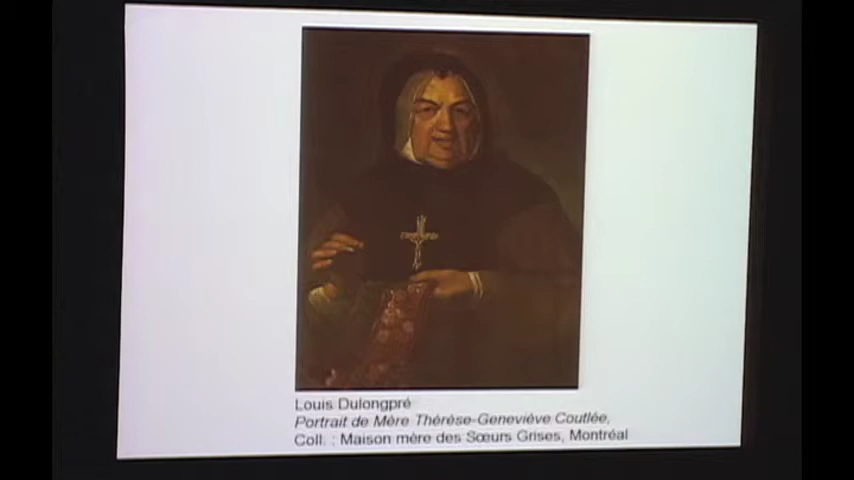 Louis Dulongpré
Portrait de Mère Thérèse-Geneviève Coutlée,
Coll. : Maison mère des Sœurs Grises, Montréal